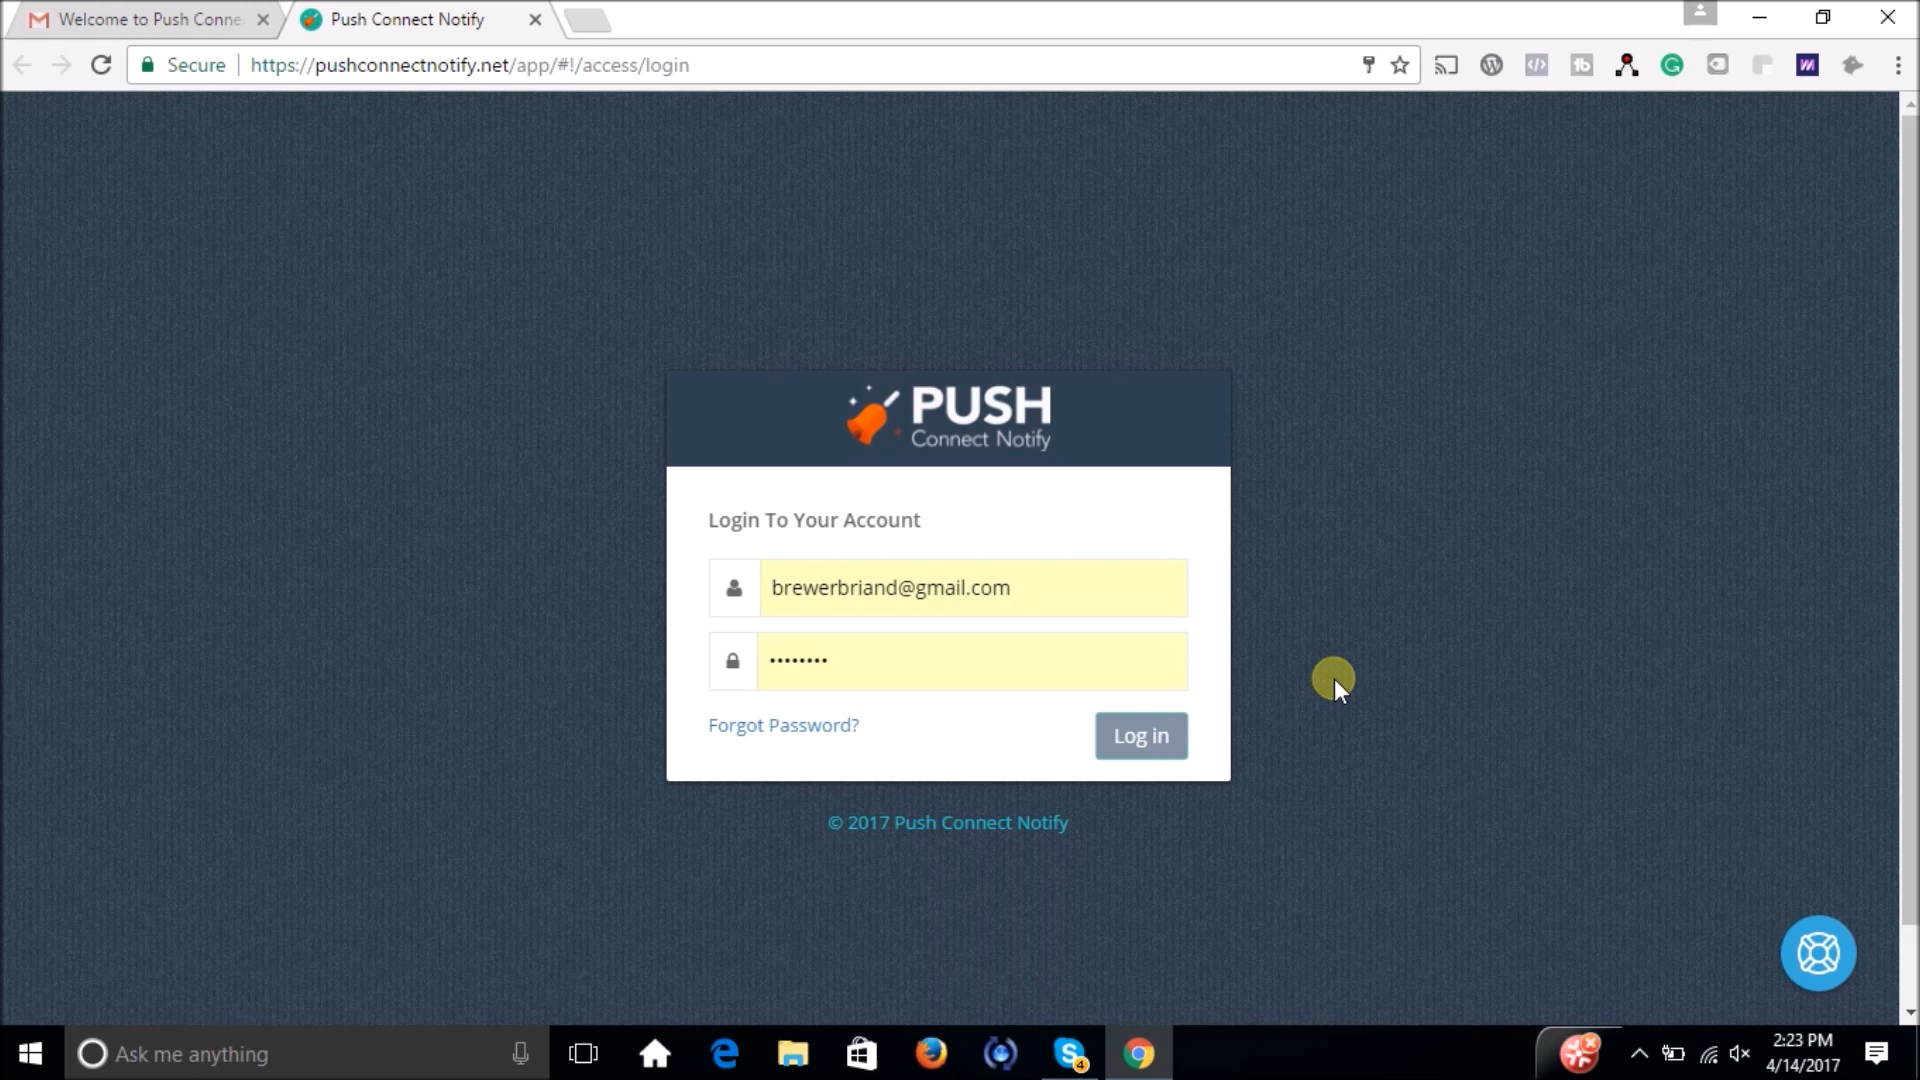 Welcome to Push Conne
Push Connect Notify
Secure
https://pushconnectnotify.net/app/#!/access/login
PUSH
Connect Notify
Login To Your Account
brewerbriand@gmail.com
••••••••
Forgot Password?
Log in
© 2017 Push Connect Notify
Ask me anything
4
2:23 PM
4/14/2017